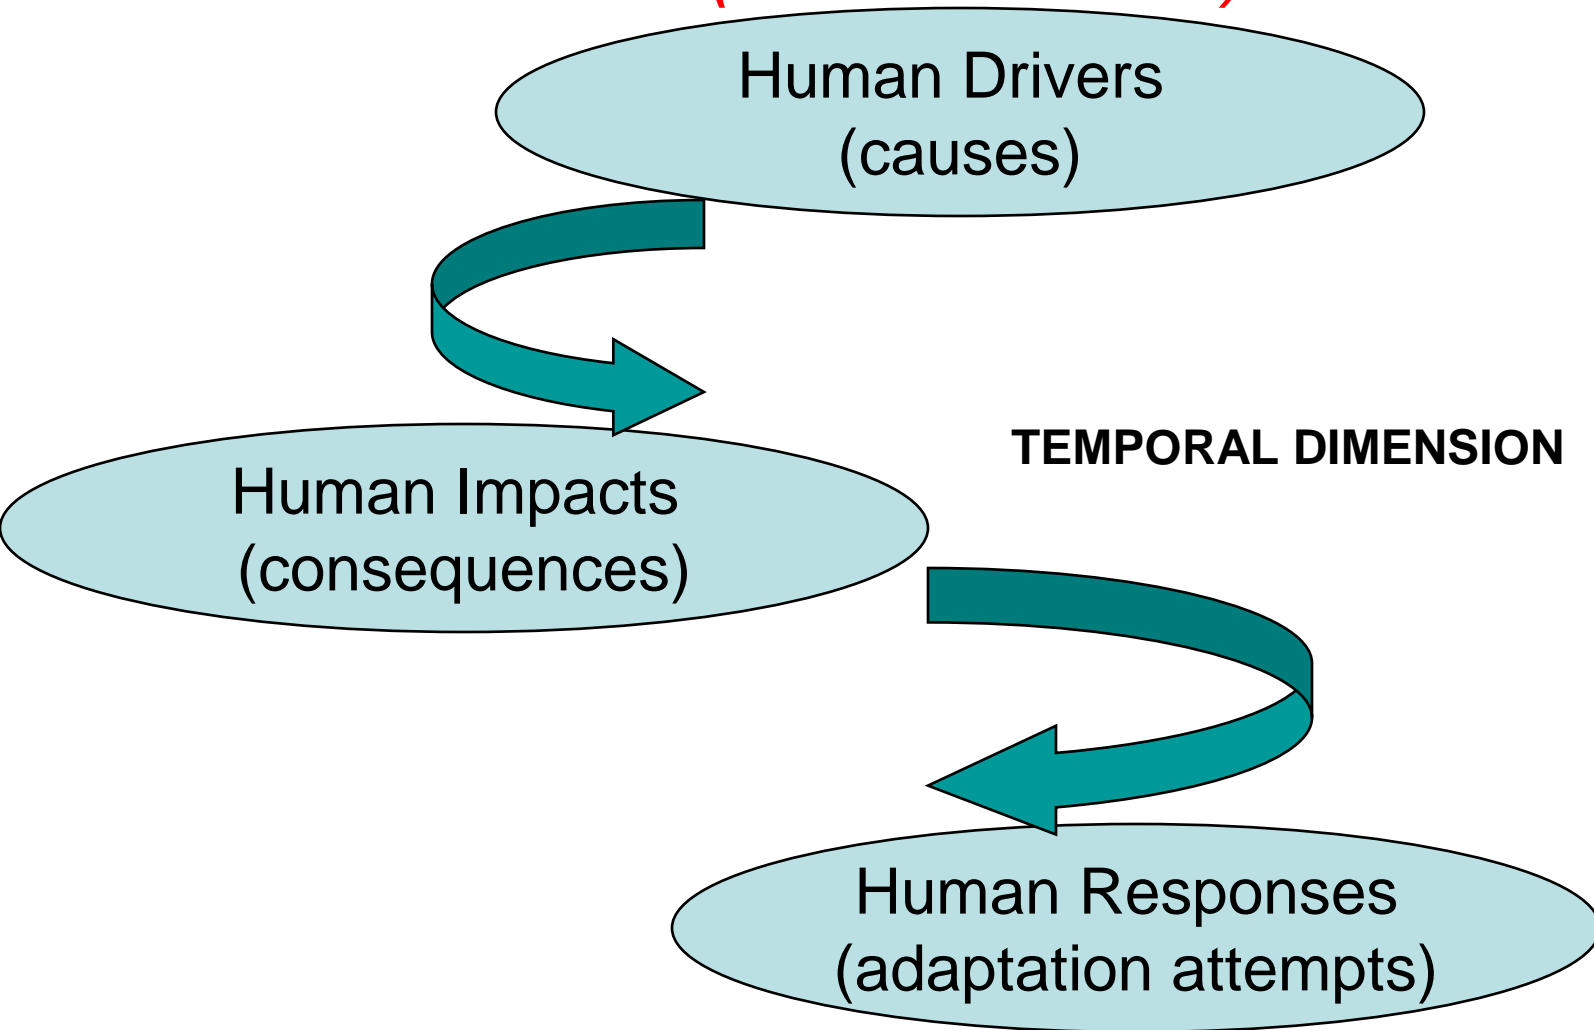 Human Drivers
(causes)
TEMPORAL DIMENSION
Human Impacts
(consequences)
Human Responses
(adaptation attempts)